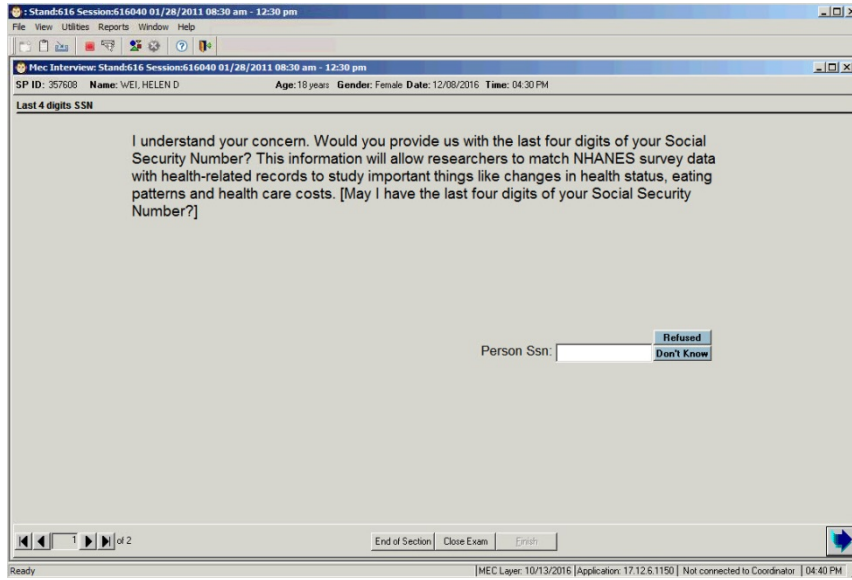 : Stand:616 Session:616040 01/28/2011 08:30 am - 12:30 pm
File View Utilities Reports Window Help
Mec Interview: Stand:616 Session:616040 01/28/2011 08:30 am - 12:30 pm
SP ID: 357608 Name: WEI, HELEN D Age: 18 years Gender: Female Date: 12/08/2016 Time: 04:30 PM
Last 4 digits SSN
I understand your concern. Would you provide us with the last four digits of your Social
Security Number? This information will allow researchers to match NHANES survey data
with health-related records to study important things like changes in health status, eating
patterns and health care costs. [May I have the last four digits of your Social Security
Number?]
Refused
Person Ssn:
Don't Know
1 of 2 End of Section Close Exam Finish
Ready MEC Layer: 10/13/2016 Application: 17.12.6.1150 Not connected to Coordinator 04:40 PM